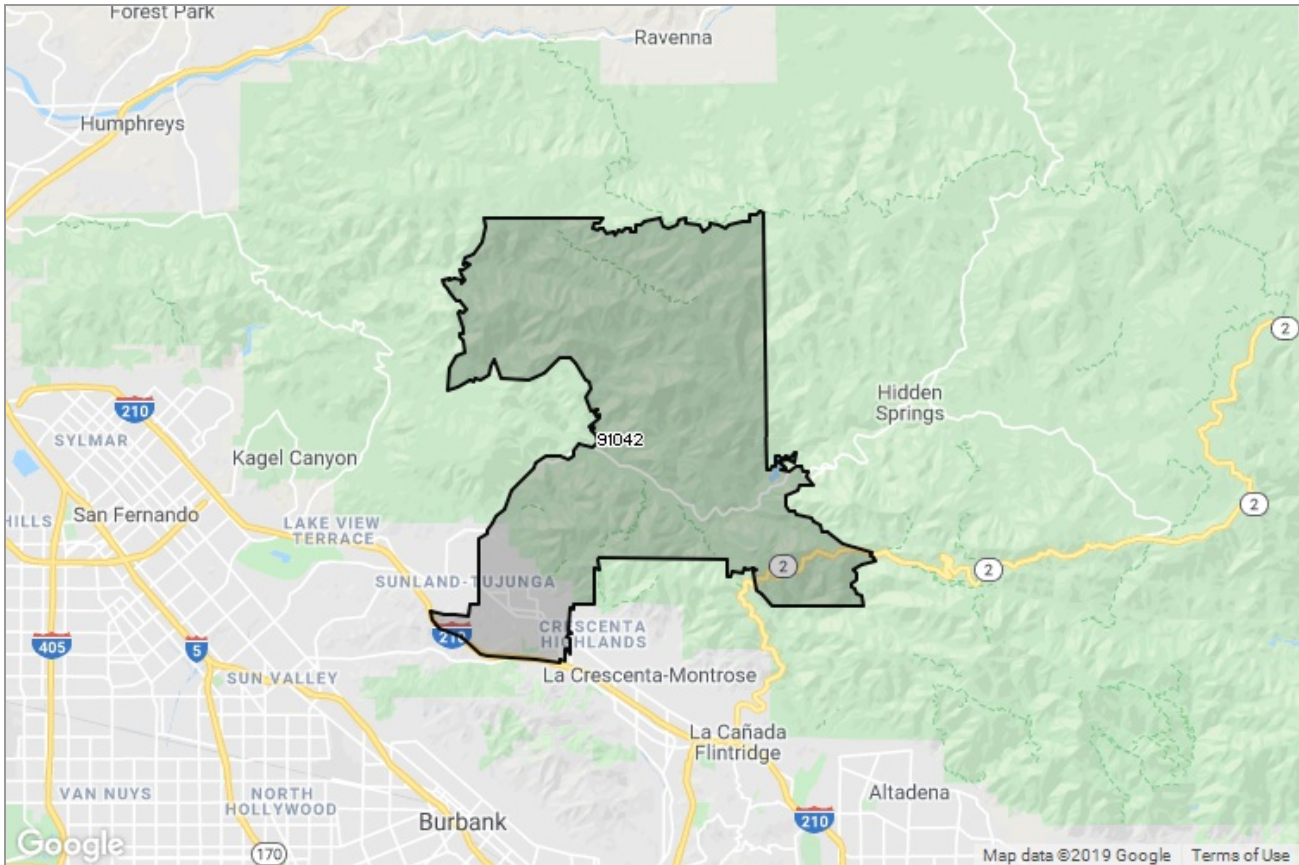 Forest Park
Ravenna
Humphreys
2
Hidden
Springs
210
SYLMAR
91042
Kagel Canyon
HILLS
San Fernando
2
LAKE VIEW
TERRACE
2
2
SUNLAND-TUJUNGA
210
CRESCENTA
HIGHLANDS
405
5
SUN VALLEY
La Crescenta-Montrose
La Cañada
Flintridge
VAN NUYS
NORTH
HOLLYWOOD
Altadena
Burbank
210
Google
170
Map data ©2019 Google
Terms of Use